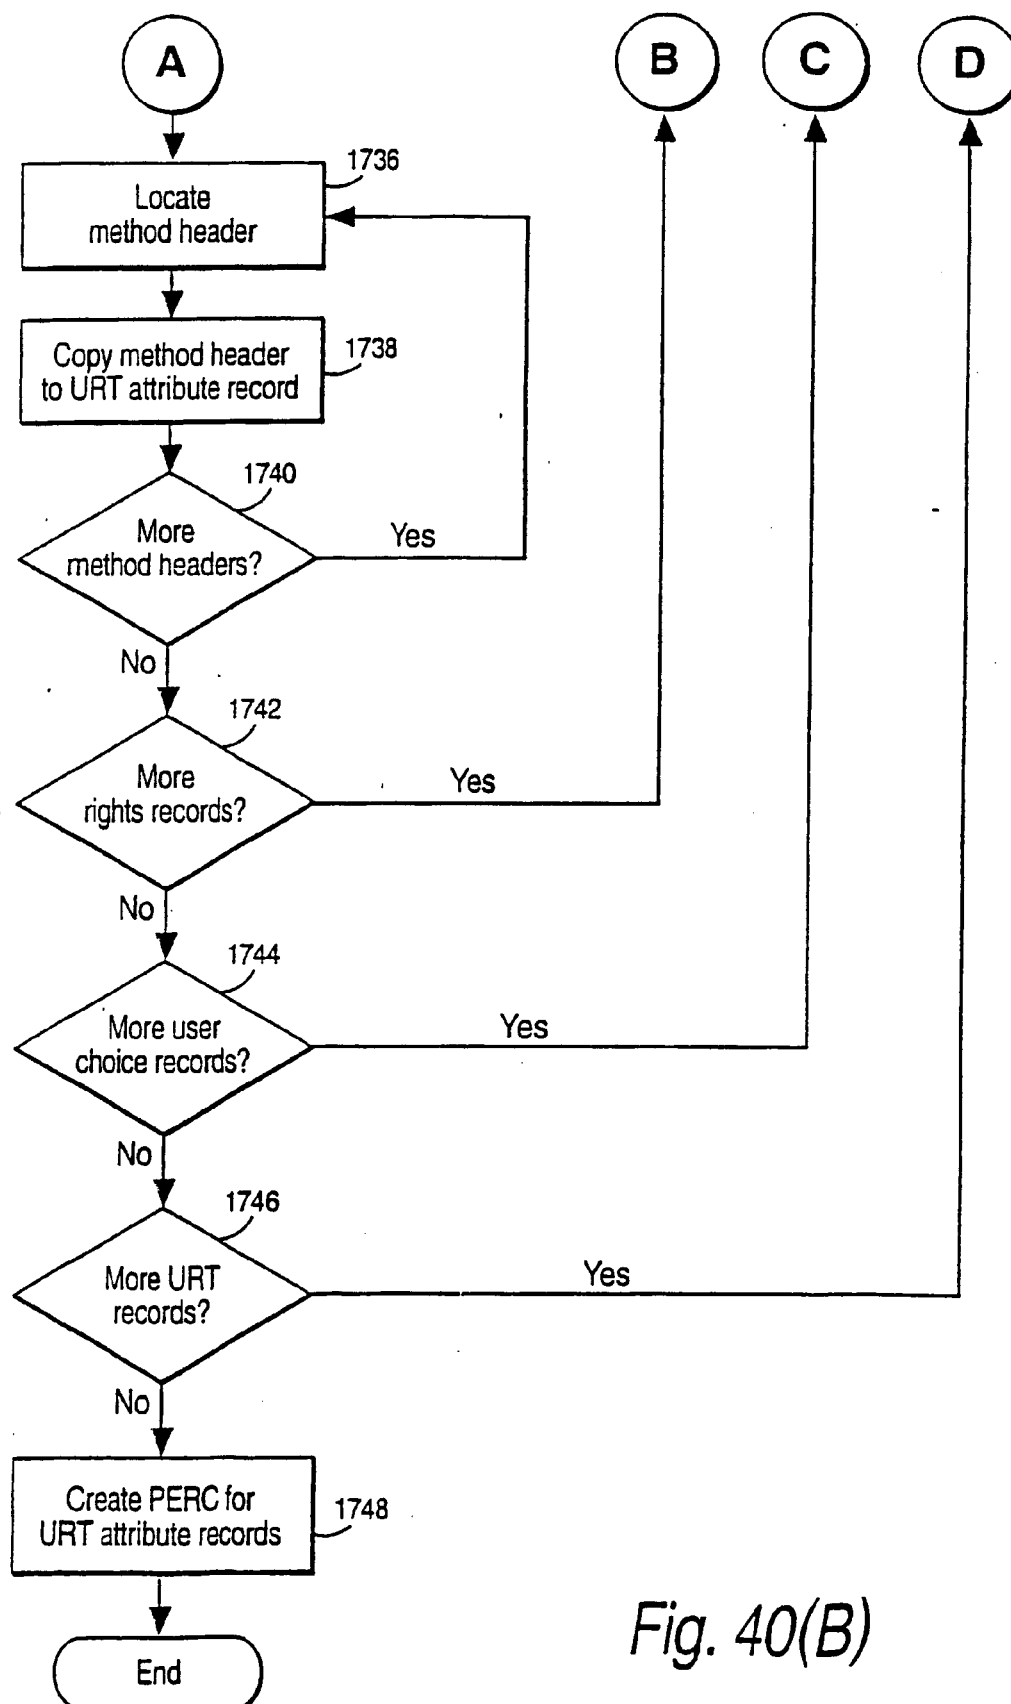 A
B
C
D
1736
Locate
method header
1738
Copy method header
to URT attribute record
1740
More
method headers?
Yes
No
1742
More
rights records?
Yes
No
1744
More user
choice records?
Yes
No
1746
More URT
records?
Yes
No
Create PERC for
URT attribute records
1748
End
Fig. 40(B)